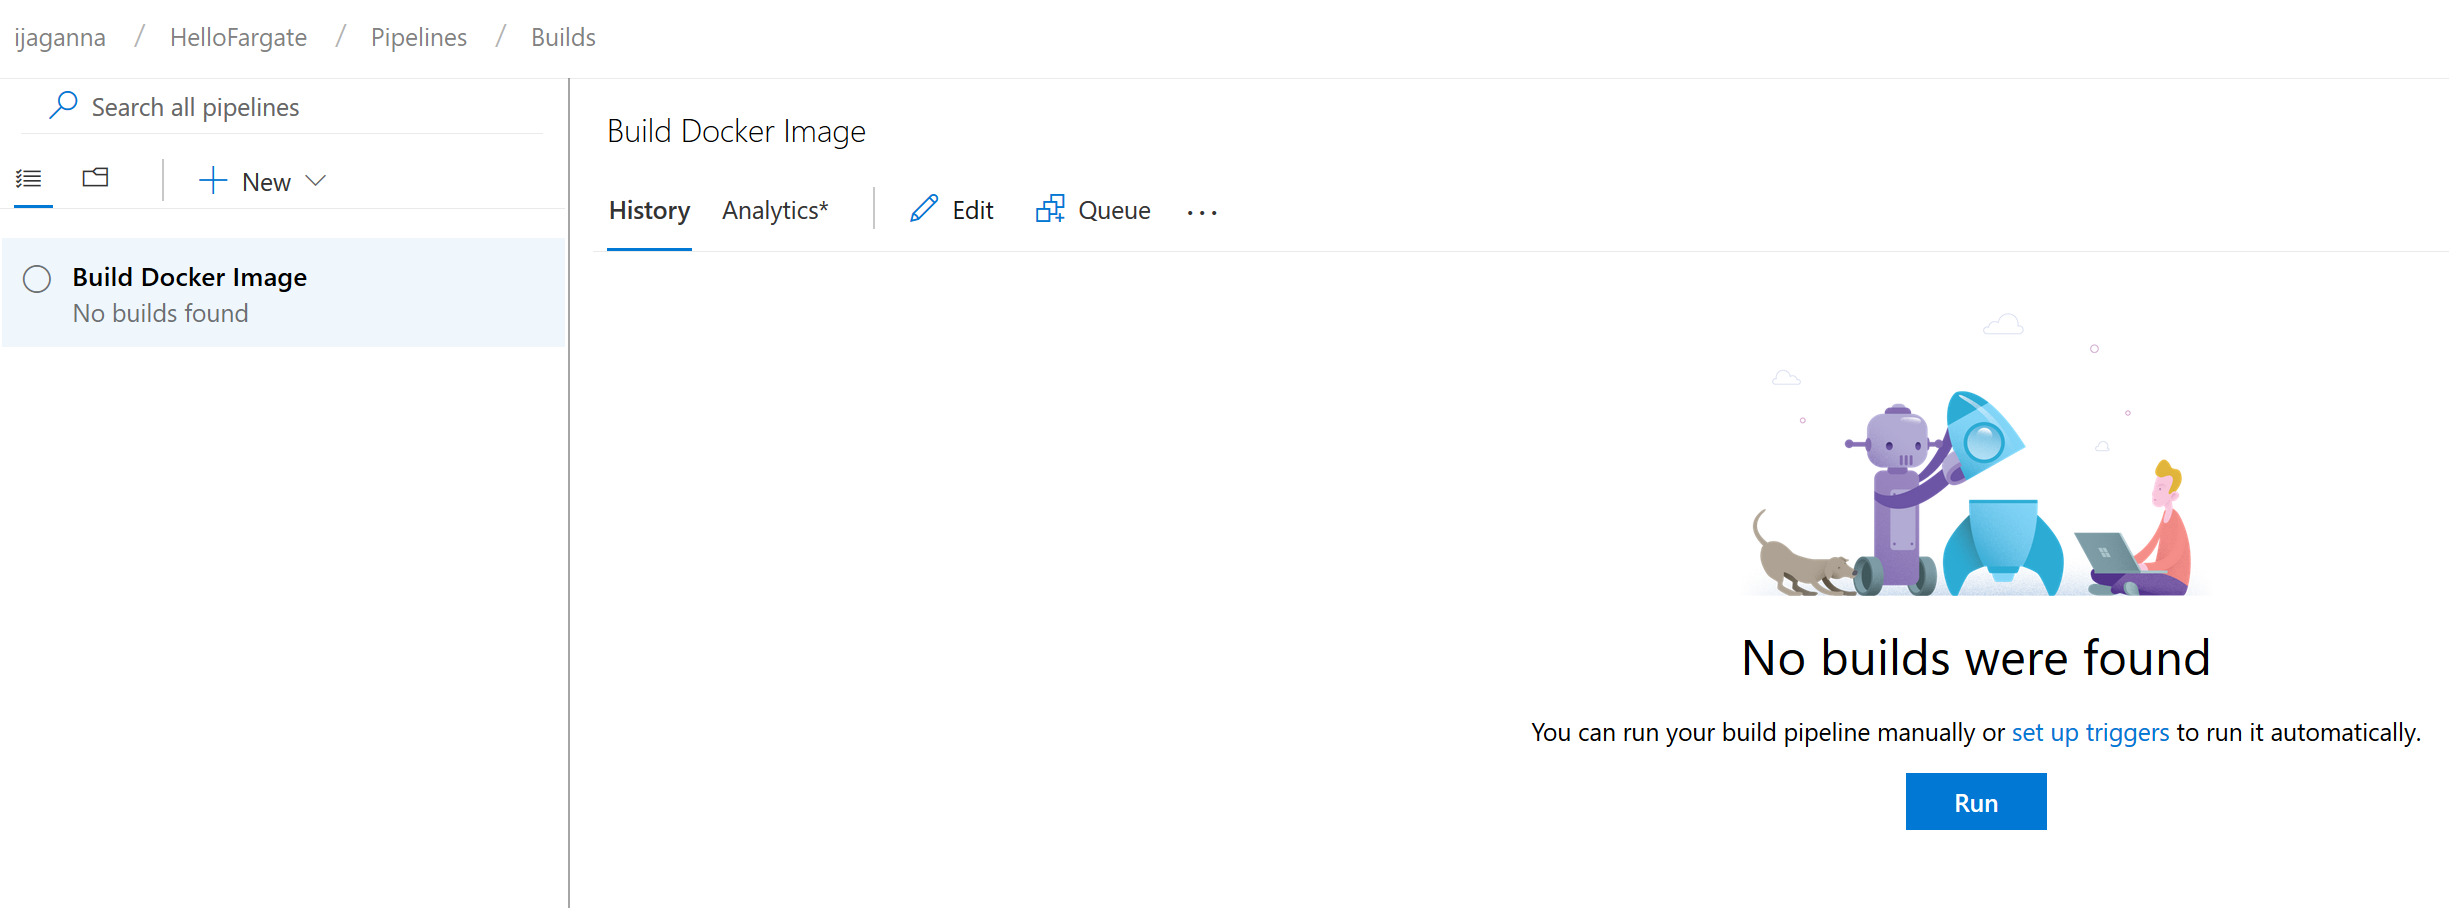 ijaganna / HelloFargate / Pipelines / Builds
Search all pipelines
New
Build Docker Image
No builds found
Build Docker Image
History Analytics* Edit Queue ...
No builds were found
You can run your build pipeline manually or set up triggers to run it automatically.
Run